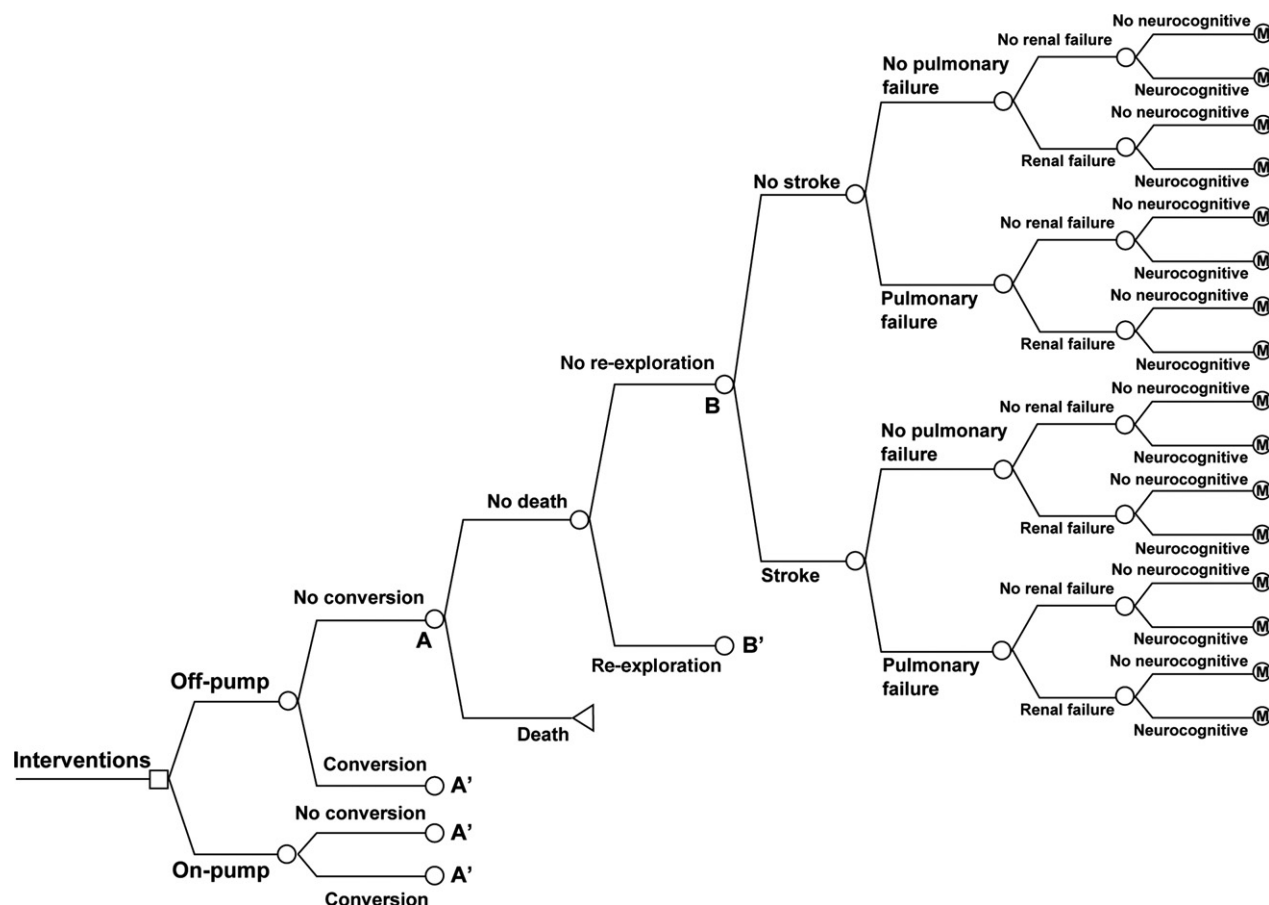 No neurocognitive
M
No renal failure
M
Neurocognitive
No pulmonary
failure
No neurocognitive
M
Renal failure
M
Neurocognitive
No stroke
No neurocognitive
M
No renal failure
M
Neurocognitive
Pulmonary
failure
No neurocognitive
M
Renal failure
M
Neurocognitive
No re-exploration
B
No neurocognitive
M
No renal failure
M
Neurocognitive
No pulmonary
failure
No neurocognitive
M
Renal failure
M
Neurocognitive
No death
Stroke
No neurocognitive
M
No renal failure
M
Neurocognitive
Pulmonary
failure
No neurocognitive
M
Renal failure
M
Neurocognitive
No conversion
A
Re-exploration
B’
Off-pump
Death
Interventions
Conversion
A’
No conversion
A’
On-pump
A’
Conversion